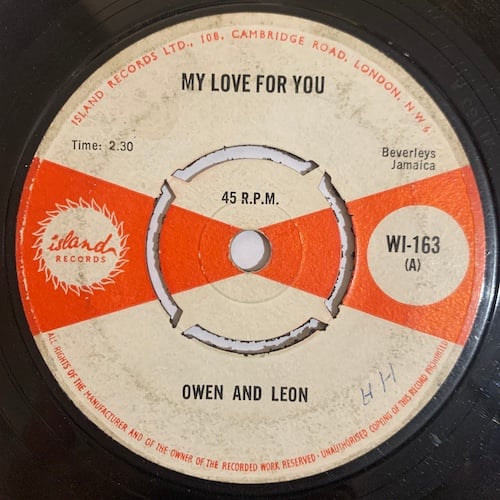 ISLAND RECORDS LTD., 108, CAMBRIDGE ROAD, LONDON, N W 6
MY LOVE FOR YOU
Time: 2.30
Beverleys
Jamaica
45 R.P.M.
island
RECORDS
WI-163
(A)
OWEN AND LEON
HH
ALL RIGHTS OF THE MANUFACTURER AND OF THE OWNER OF THE RECORDED WORK RESERVED · UNAUTHORISED COPYING OF THIS RECORD PROHIBITED